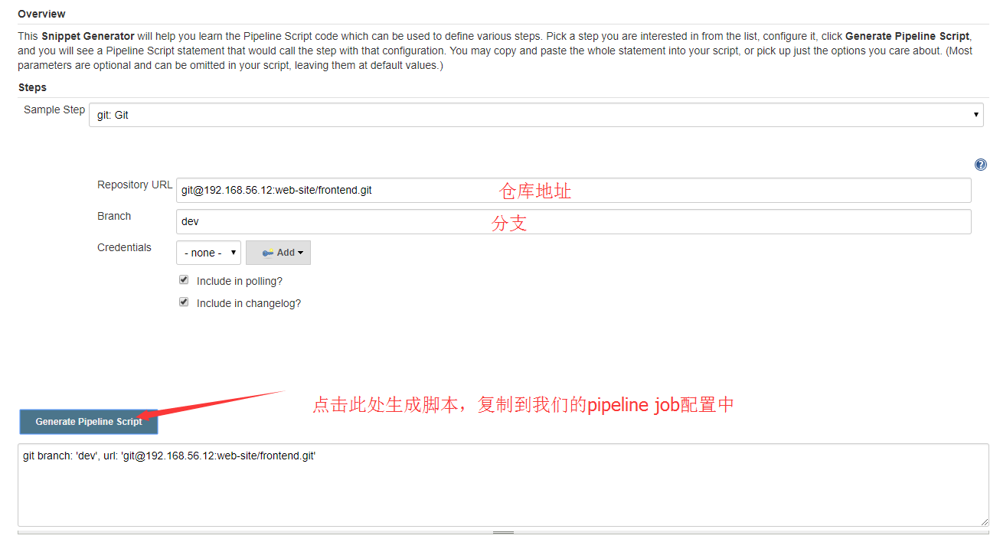 Overview
This Snippet Generator will help you learn the Pipeline Script code which can be used to define various steps. Pick a step you are interested in from the list, configure it, click Generate Pipeline Script,
and you will see a Pipeline Script statement that would call the step with that configuration. You may copy and paste the whole statement into your script, or pick up just the options you care about. (Most
parameters are optional and can be omitted in your script, leaving them at default values.)
Steps
Sample Step git: Git
Repository URL git@192.168.56.12:web-site/frontend.git 仓库地址
Branch dev 分支
Credentials - none - Add
Include in polling?
Include in changelog?
点击此处生成脚本，复制到我们的pipeline job配置中
Generate Pipeline Script
git branch: 'dev', url: 'git@192.168.56.12:web-site/frontend.git'